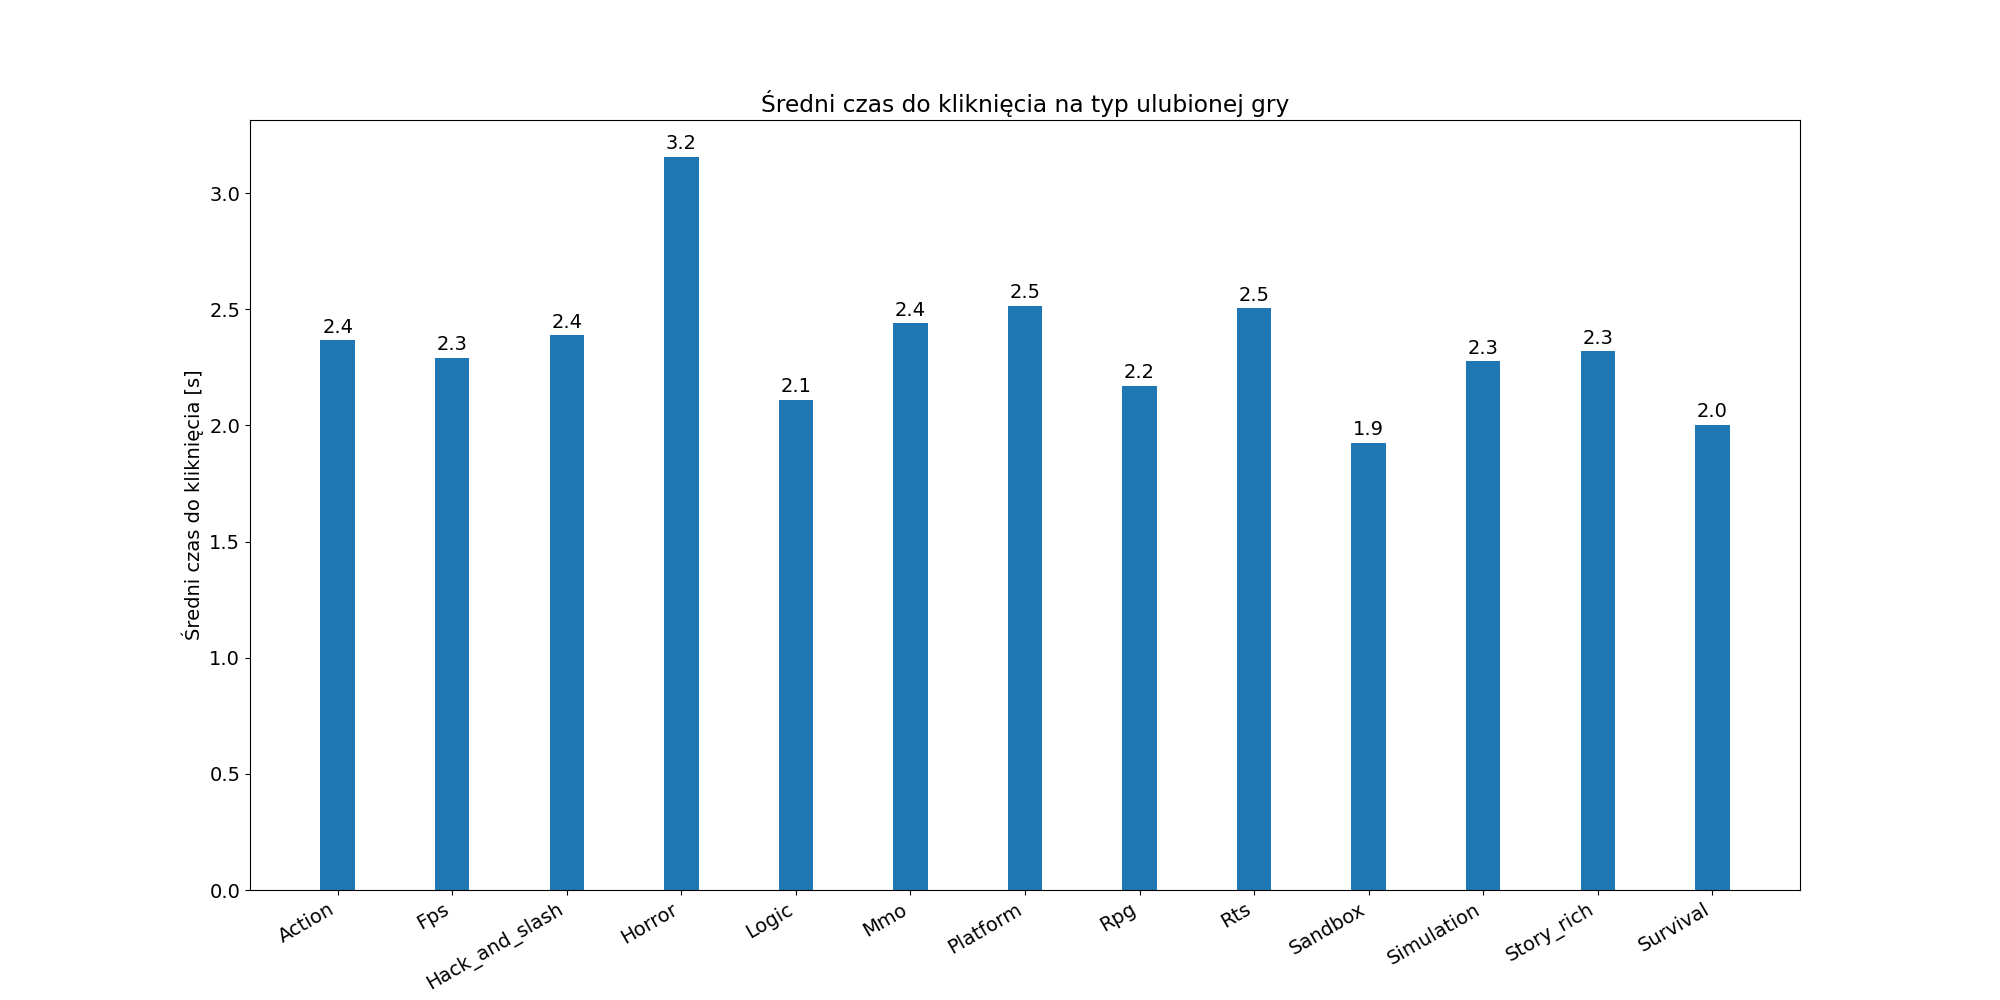 Średni czas do kliknięcia na typ ulubionej gry
Średni czas do kliknięcia [s]
3.0
2.5
2.0
1.5
1.0
0.5
0.0
2.4
2.3
2.4
3.2
2.1
2.4
2.5
2.2
2.5
1.9
2.3
2.3
2.0
Action
Fps
Hack_and_slash
Horror
Logic
Mmo
Platform
Rpg
Rts
Sandbox
Simulation
Story_rich
Survival